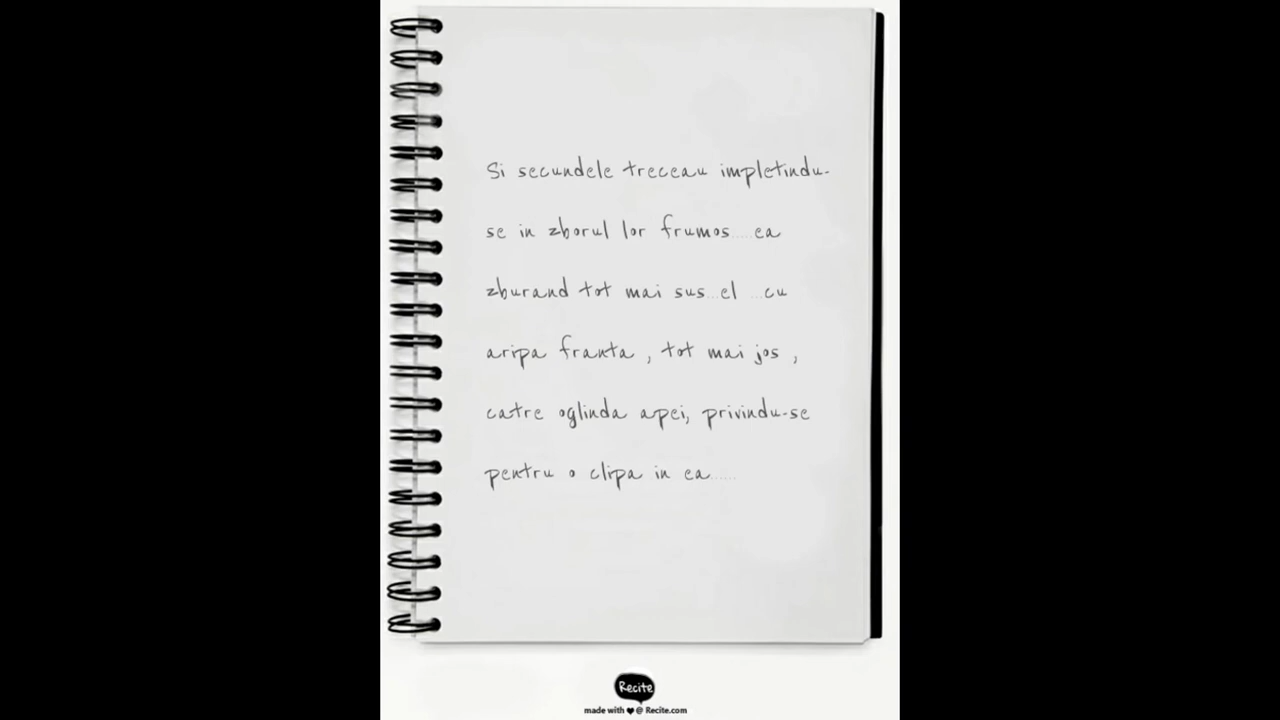 Si secundele treceau impletindu-
se in zborul lor frumos.....ea
zburand tot mai sus...el ...cu
aripa franta , tot mai jos ,
catre oglinda apei, privindu-se
pentru o clipa in ea......
Recite
made with ♥ @ Recite.com